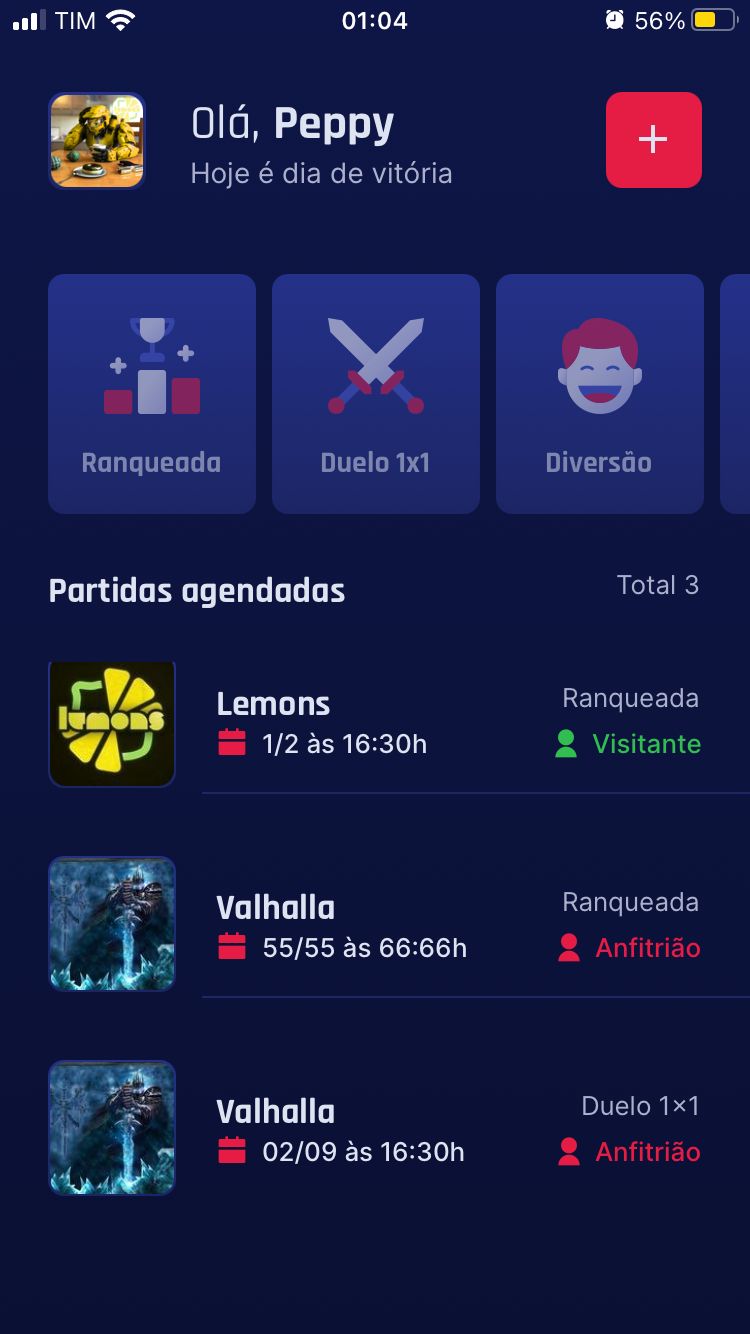 TIM 01:04 56%
Olá, Peppy
Hoje é dia de vitória
+
Ranqueada Duelo 1x1 Diversão
Partidas agendadas Total 3
lemons
Lemons Ranqueada
1/2 às 16:30h Visitante
Valhalla Ranqueada
55/55 às 66:66h Anfitrião
Valhalla Duelo 1×1
02/09 às 16:30h Anfitrião